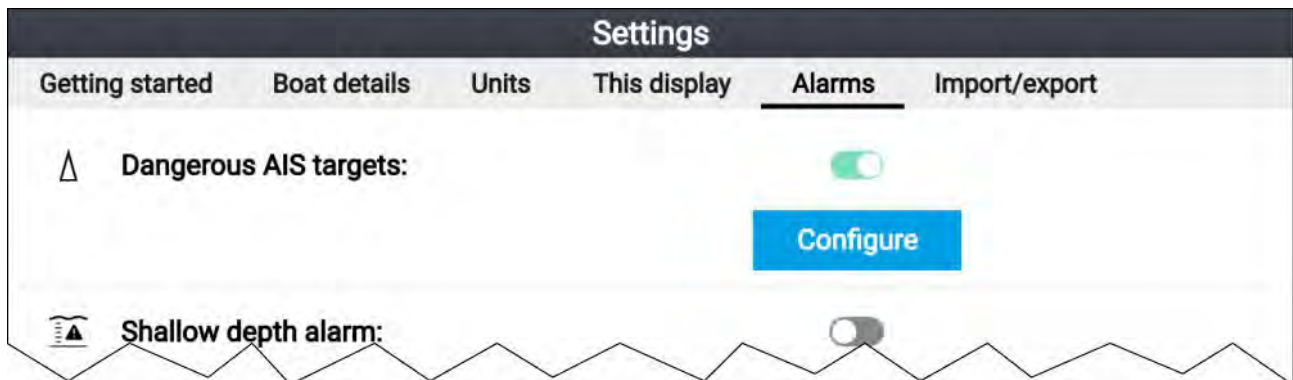 Settings
Getting started Boat details Units This display Alarms Import/export
Dangerous AIS targets:
Configure
Shallow depth alarm: